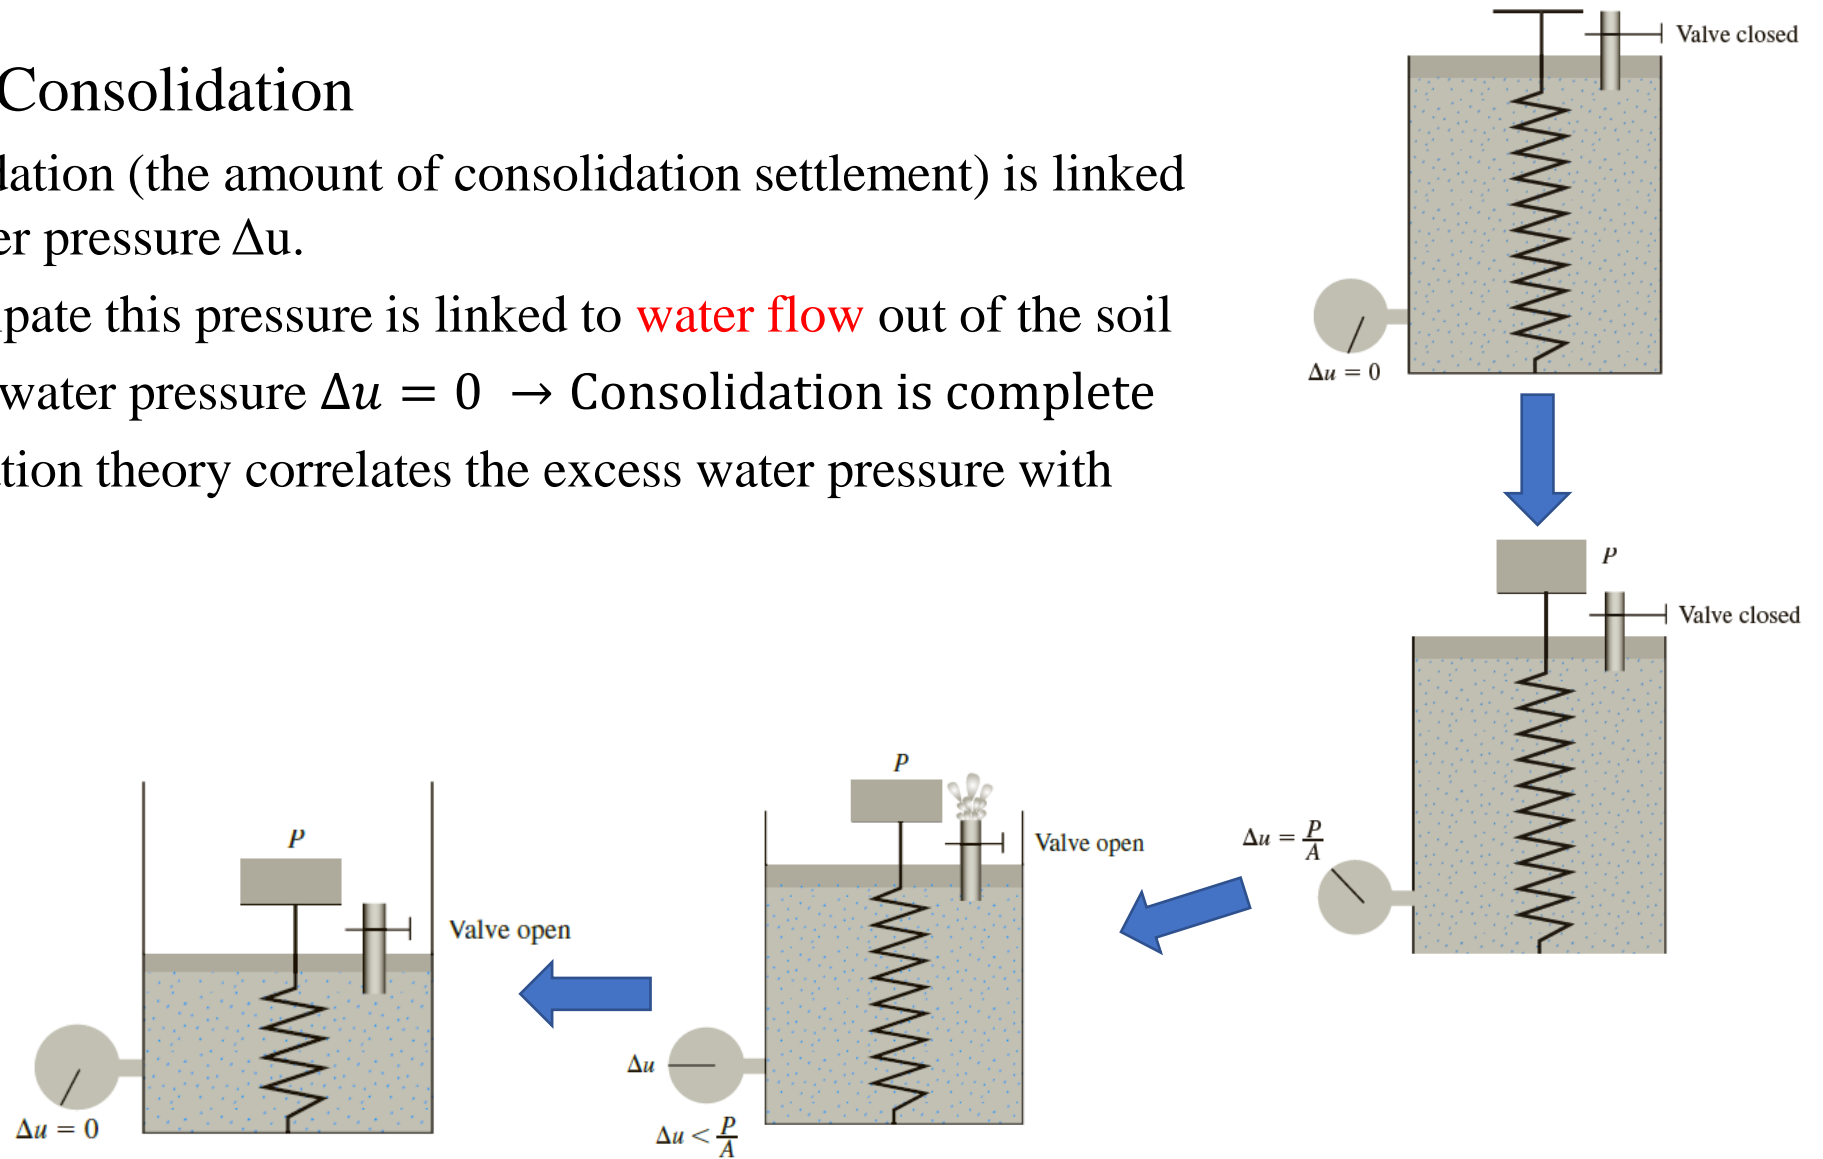 Consolidation
dation (the amount of consolidation settlement) is linked
er pressure Δu.
ipate this pressure is linked to water flow out of the soil
water pressure Δu = 0 → Consolidation is complete
tion theory correlates the excess water pressure with
Valve closed
Δu = 0
P
Valve closed
Δu = P/A
P
Valve open
Δu
Δu < P/A
P
Valve open
Δu = 0